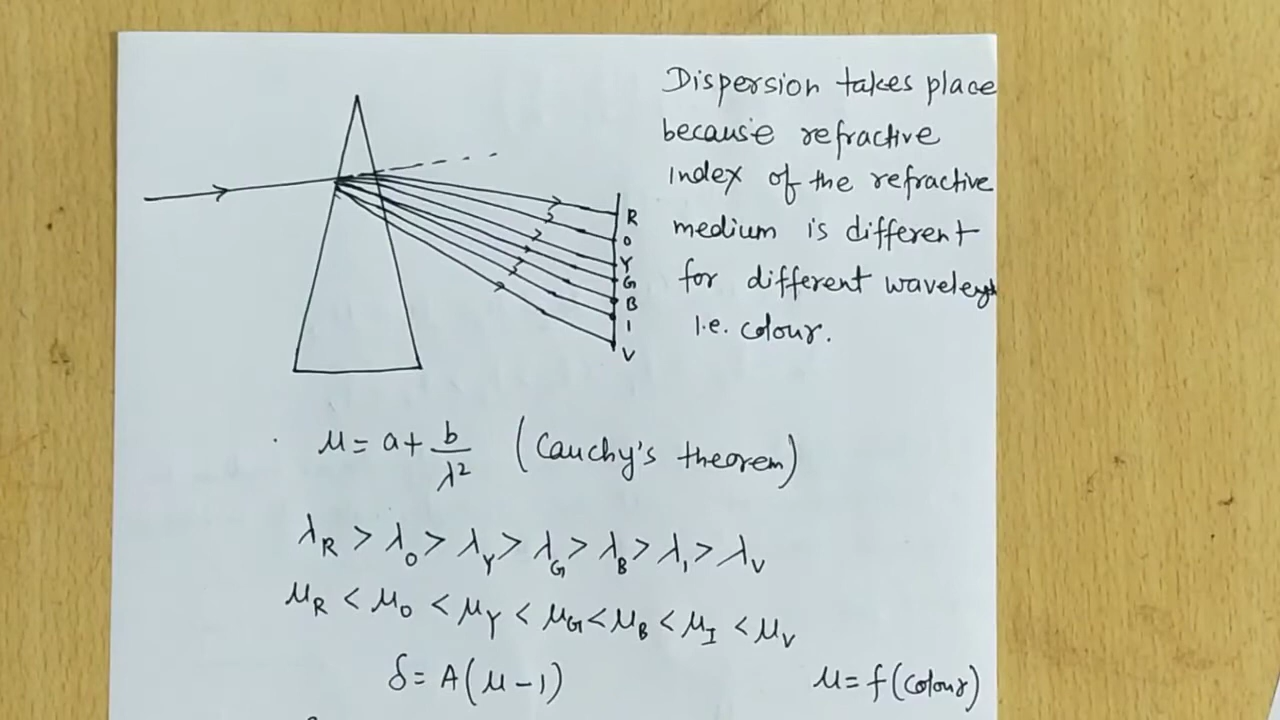 Dispersion takes place
because refractive
index of the refractive
medium is different
for different wavelength
i.e. colour.
R
O
Y
G
B
I
V
μ = a + b/λ² (Cauchy's theorem)
λR > λO > λY > λG > λB > λI > λV
μR < μO < μY < μG < μB < μI < μV
δ = A(μ-1)
μ = f(colour)